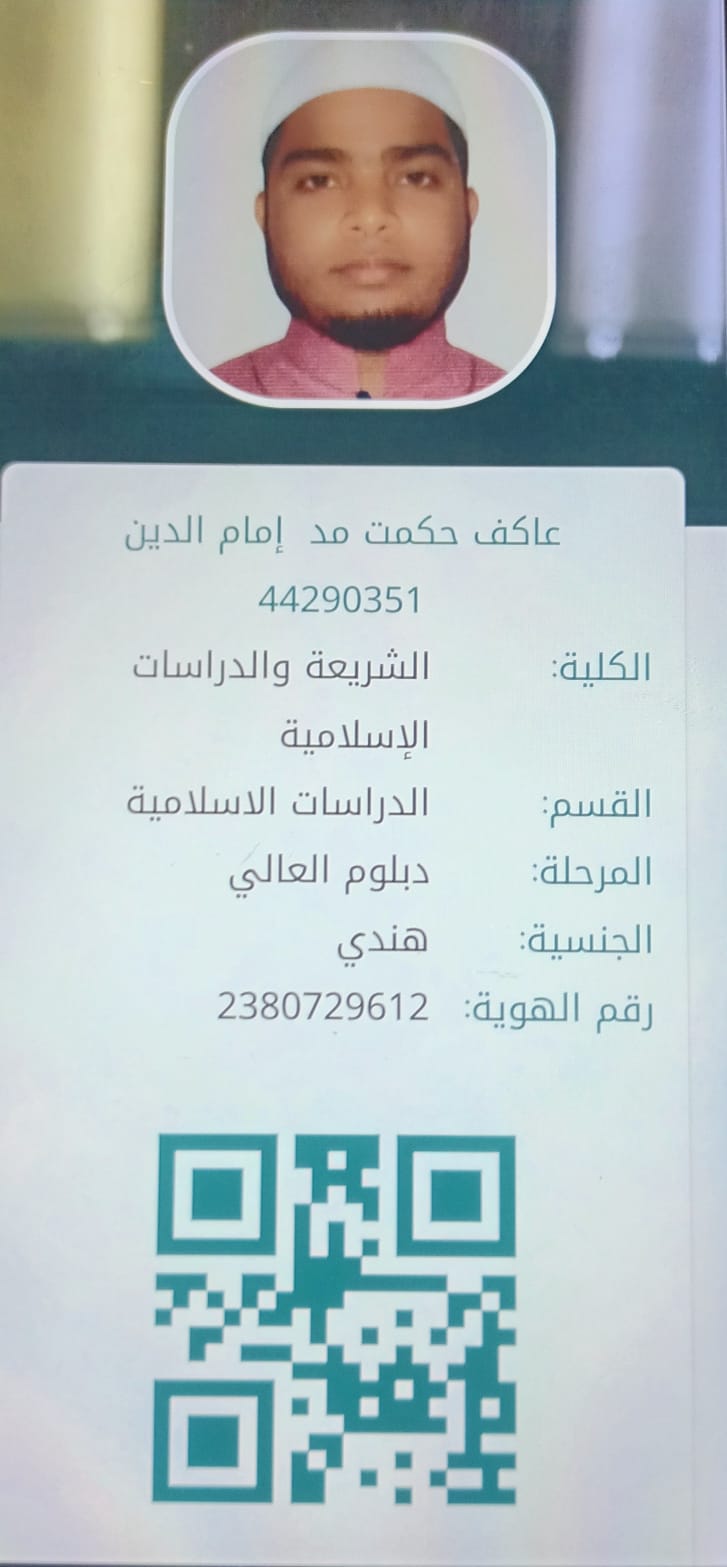 عاكف حكمت مد إمام الدين
44290351
الكلية: الشريعة والدراسات
الإسلامية
القسم: الدراسات الاسلامية
المرحلة: دبلوم العالي
الجنسية: هندي
رقم الهوية: 2380729612